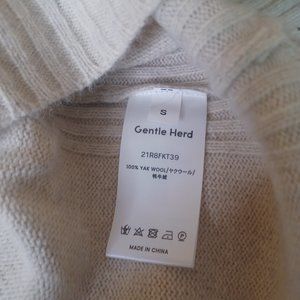 S
Gentle Herd
21R8FKT39
100% YAK WOOL/ヤクウール/
牦牛绒
MADE IN CHINA